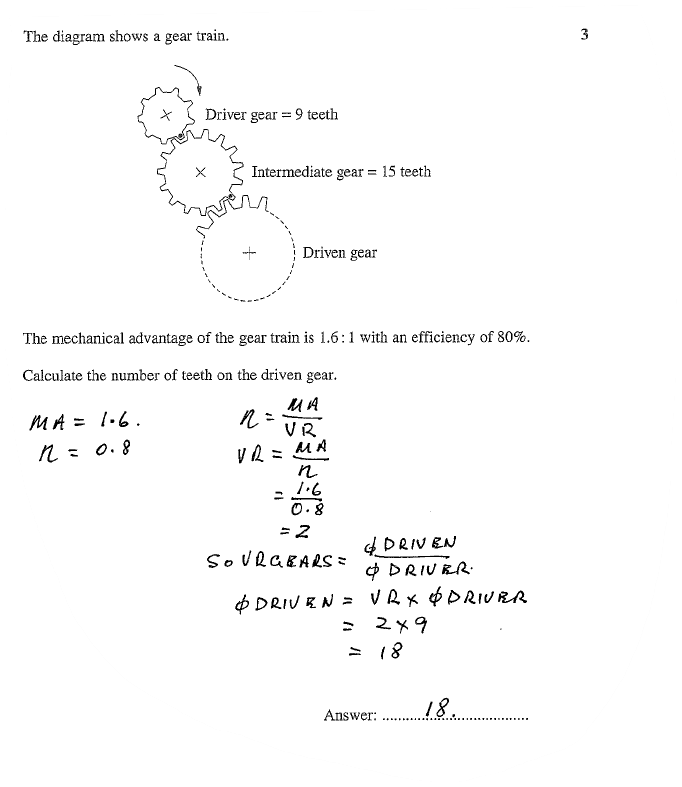 The diagram shows a gear train. 3
Driver gear = 9 teeth
Intermediate gear = 15 teeth
Driven gear
The mechanical advantage of the gear train is 1.6 : 1 with an efficiency of 80%.
Calculate the number of teeth on the driven gear.
MA = 1.6.
η = 0.8
η = MA / VR
VR = MA / η
= 1.6 / 0.8
= 2
SO VR GEARS = ϕ DRIVEN / ϕ DRIVER.
ϕ DRIVEN = VR × ϕ DRIVER
= 2 × 9
= 18
Answer: 18.